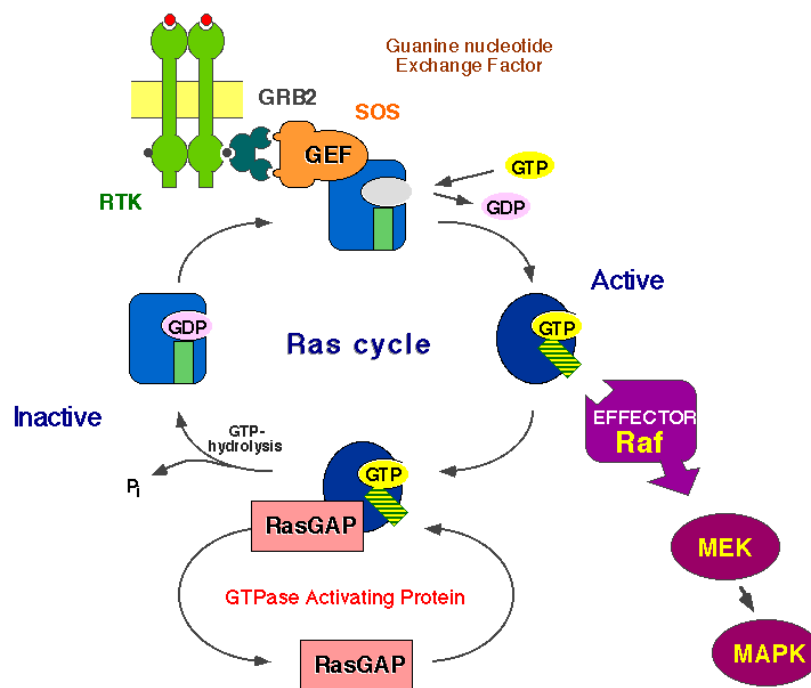 Guanine nucleotide
Exchange Factor
GRB2
SOS
GEF
GTP
RTK
GDP
Active
GDP
GTP
Ras cycle
Inactive
EFFECTOR
Raf
GTP-
hydrolysis
GTP
Pi
RasGAP
MEK
GTPase Activating Protein
RasGAP
MAPK